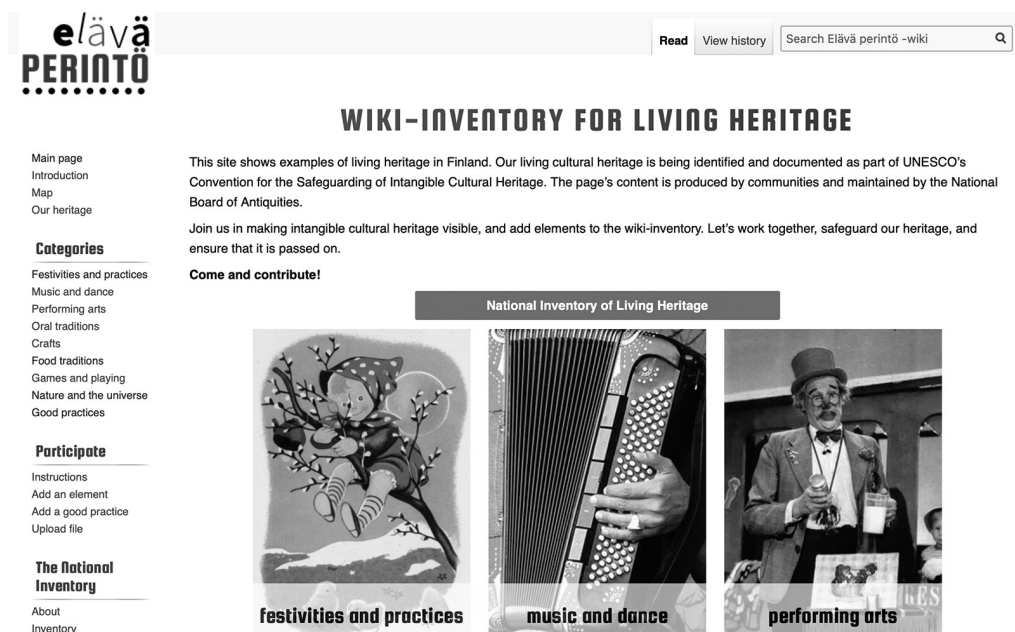 elävä
PERINTÖ
Read
View history
Search Elävä perintö -wiki
WIKI-INVENTORY FOR LIVING HERITAGE
Main page
Introduction
Map
Our heritage
Categories
Festivities and practices
Music and dance
Performing arts
Oral traditions
Crafts
Food traditions
Games and playing
Nature and the universe
Good practices
Participate
Instructions
Add an element
Add a good practice
Upload file
The National
Inventory
About
Inventory
This site shows examples of living heritage in Finland. Our living cultural heritage is being identified and documented as part of UNESCO's
Convention for the Safeguarding of Intangible Cultural Heritage. The page's content is produced by communities and maintained by the National
Board of Antiquities.
Join us in making intangible cultural heritage visible, and add elements to the wiki-inventory. Let's work together, safeguard our heritage, and
ensure that it is passed on.
Come and contribute!
National Inventory of Living Heritage
festivities and practices
music and dance
performing arts